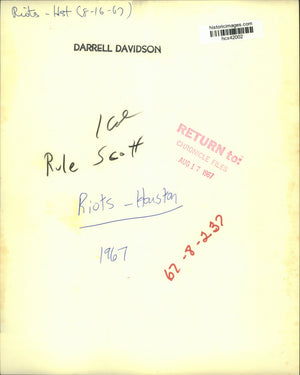 Riots - Hst (8-16-67)
historicimages.com
hcx42002
DARRELL DAVIDSON
1 Col
Rule Scott
RETURN to:
CHRONICLE FILES
AUG 17 1967
Riots - Houston
1967
67-8-237